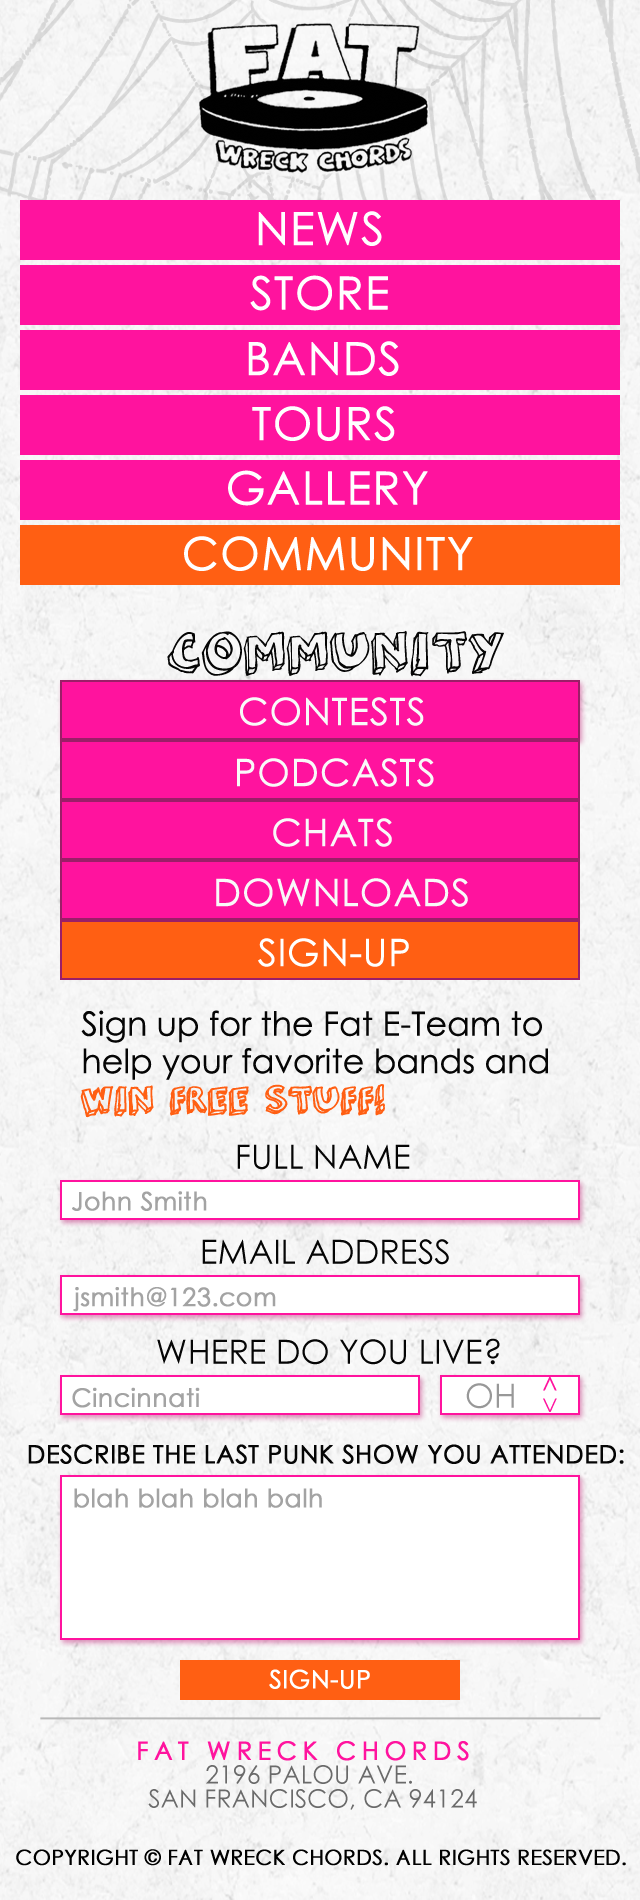 FAT
WRECK CHORDS
NEWS
STORE
BANDS
TOURS
GALLERY
COMMUNITY
COMMUNITY
CONTESTS
PODCASTS
CHATS
DOWNLOADS
SIGN-UP
Sign up for the Fat E-Team to
help your favorite bands and
WIN FREE STUFF!
FULL NAME
John Smith
EMAIL ADDRESS
jsmith@123.com
WHERE DO YOU LIVE?
Cincinnati OH
DESCRIBE THE LAST PUNK SHOW YOU ATTENDED:
blah blah blah balh
SIGN-UP
FAT WRECK CHORDS
2196 PALOU AVE.
SAN FRANCISCO, CA 94124
COPYRIGHT © FAT WRECK CHORDS. ALL RIGHTS RESERVED.